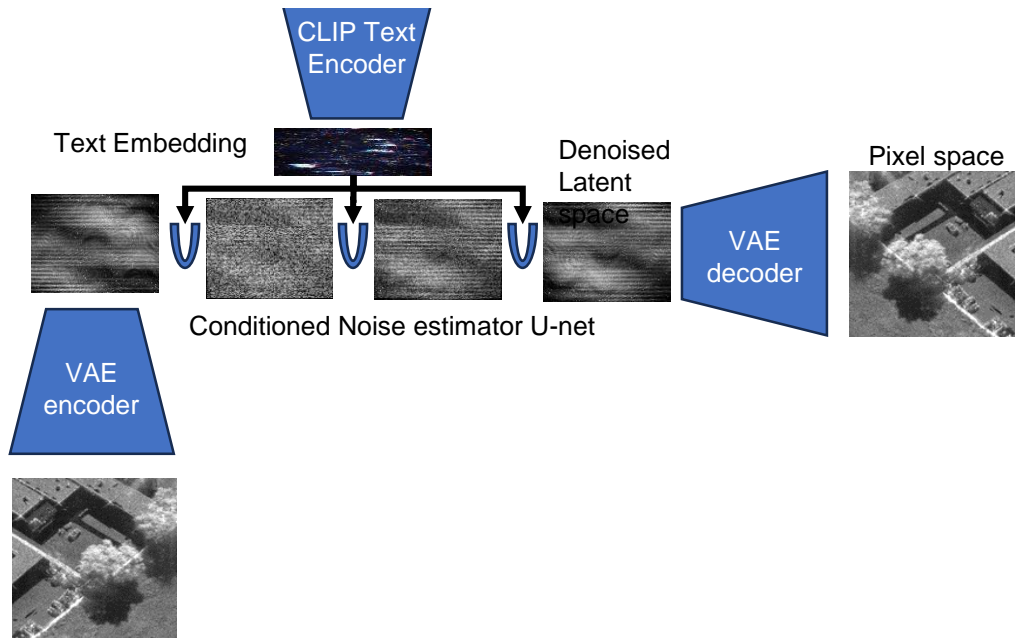 CLIP Text
Encoder
Text Embedding
Denoised
Latent
space
Pixel space
VAE
decoder
Conditioned Noise estimator U-net
VAE
encoder